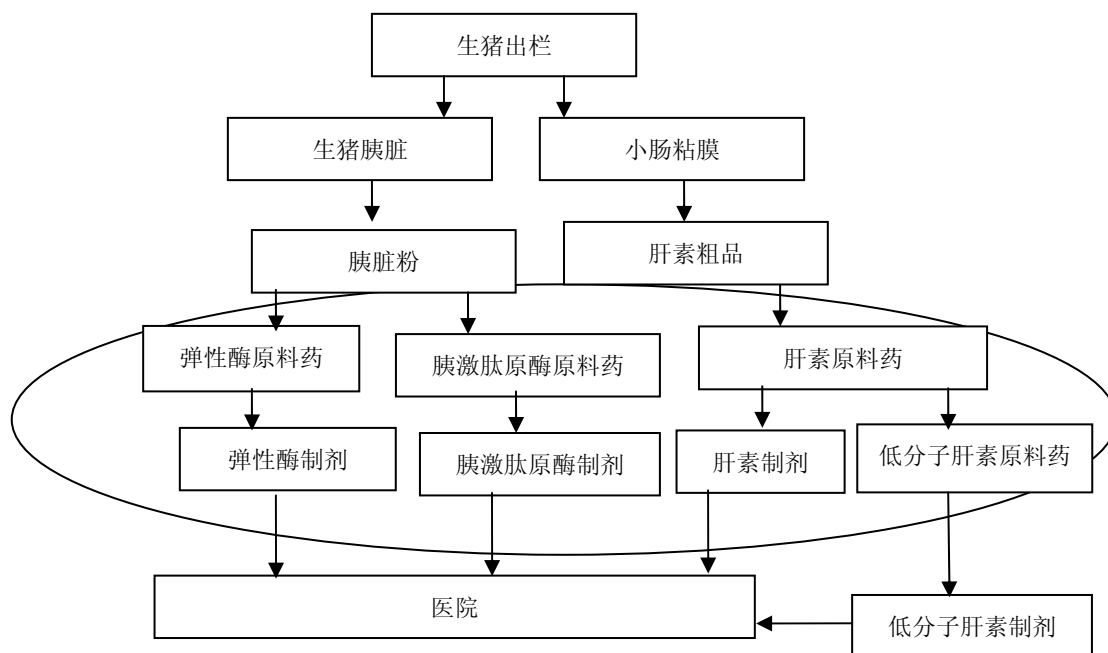 生猪出栏
生猪胰脏
小肠粘膜
胰脏粉
肝素粗品
弹性酶原料药
胰激肽原酶原料药
肝素原料药
弹性酶制剂
胰激肽原酶制剂
肝素制剂
低分子肝素原料药
医院
低分子肝素制剂